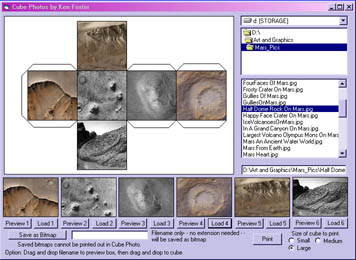 Cube Photos by Ken Foster
d: [STORAGE]
D:\
Art and Graphics
Mars_Pics
FourFaces Of Mars.jpg
Frosty Crater On Mars.jpg
Gullies Of Mars.jpg
GulliesOnMars.jpg
Half Dome Rock On Mars.jpg
Happy Face Crater On Mars.jpg
IceVolcanoesOnMars.jpg
In A Grand Canyon On Mars.jpg
Largest Volcano Olympus Mons On Mars
Mars An Ancient Water World.jpg
Mars From Earth.jpg
Mars Heart.jpg
D:\Art and Graphics\Mars_Pics\Half Dome
Preview 1 Load 1 Preview 2 Load 2 Preview 3 Load 3 Preview 4 Load 4 Preview 5 Load 5 Preview 6 Load 6
Save as Bitmap
Filename only - no extension needed - -
will be saved as bitmap
Print
Size of cube to print.
Small Medium
Large
Saved bitmaps cannot be printed out in Cube Photo.
Option: Drag and drop filename to preview box, then drag and drop to cube.